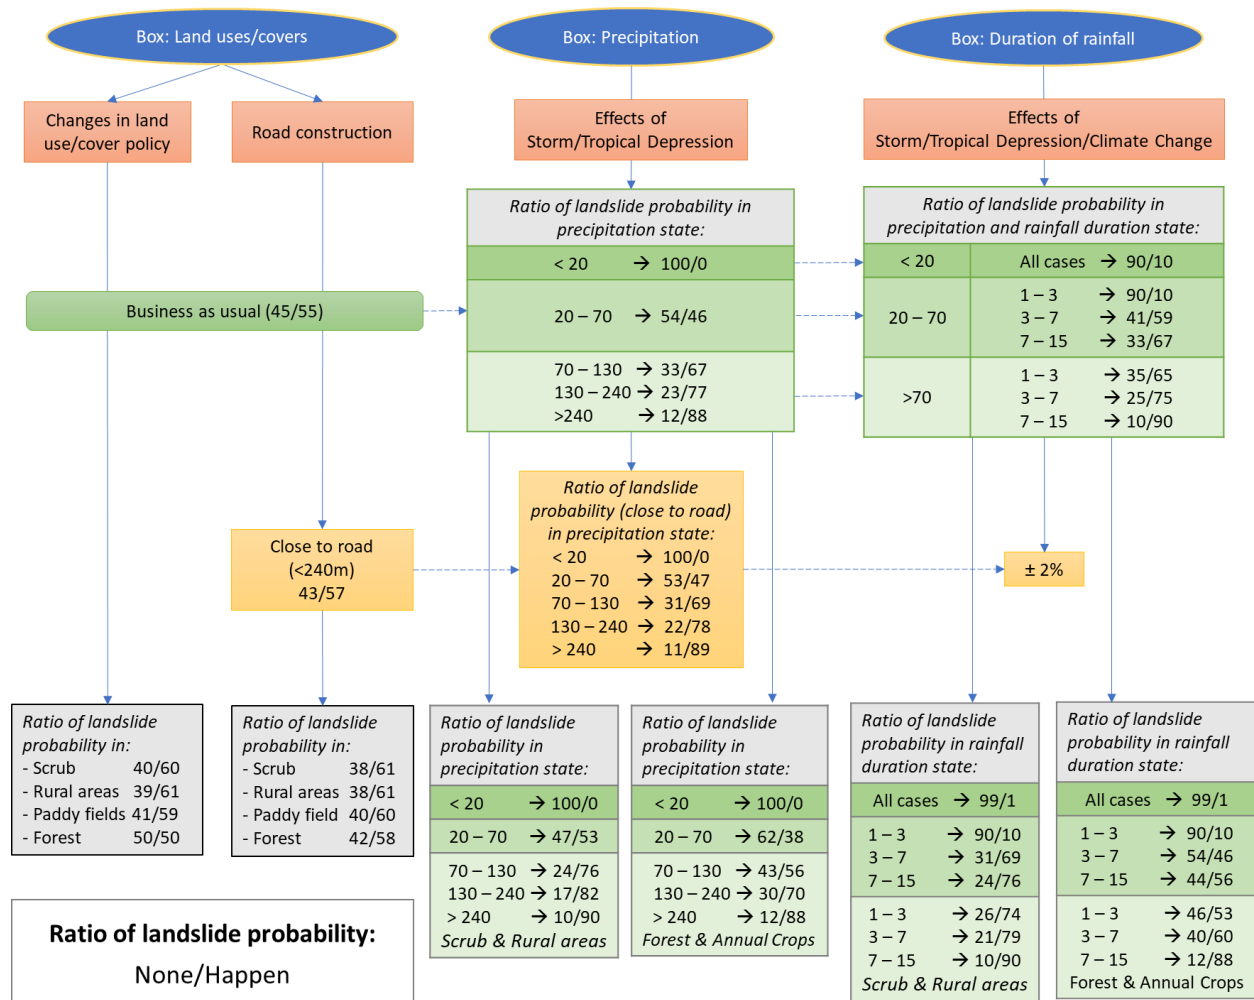 Box: Land uses/covers
Box: Precipitation
Box: Duration of rainfall
Changes in land
use/cover policy
Road construction
Effects of
Storm/Tropical Depression
Effects of
Storm/Tropical Depression/Climate Change
Business as usual (45/55)
Ratio of landslide probability in
precipitation state:
< 20 → 100/0
20 – 70 → 54/46
70 – 130 → 33/67
130 – 240 → 23/77
>240 → 12/88
Ratio of landslide probability in
precipitation and rainfall duration state:
< 20 All cases → 90/10
20 – 70
1 – 3 → 90/10
3 – 7 → 41/59
7 – 15 → 33/67
>70
1 – 3 → 35/65
3 – 7 → 25/75
7 – 15 → 10/90
Close to road
(<240m)
43/57
Ratio of landslide
probability (close to road)
in precipitation state:
< 20 → 100/0
20 – 70 → 53/47
70 – 130 → 31/69
130 – 240 → 22/78
> 240 → 11/89
± 2%
Ratio of landslide
probability in:
- Scrub 40/60
- Rural areas 39/61
- Paddy fields 41/59
- Forest 50/50
Ratio of landslide
probability in:
- Scrub 38/61
- Rural areas 38/61
- Paddy field 40/60
- Forest 42/58
Ratio of landslide
probability in
precipitation state:
< 20 → 100/0
20 – 70 → 47/53
70 – 130 → 24/76
130 – 240 → 17/82
> 240 → 10/90
Scrub & Rural areas
Ratio of landslide
probability in
precipitation state:
< 20 → 100/0
20 – 70 → 62/38
70 – 130 → 43/56
130 – 240 → 30/70
> 240 → 12/88
Forest & Annual Crops
Ratio of landslide
probability in rainfall
duration state:
All cases → 99/1
1 – 3 → 90/10
3 – 7 → 31/69
7 – 15 → 24/76
1 – 3 → 26/74
3 – 7 → 21/79
7 – 15 → 10/90
Scrub & Rural areas
Ratio of landslide
probability in rainfall
duration state:
All cases → 99/1
1 – 3 → 90/10
3 – 7 → 54/46
7 – 15 → 44/56
1 – 3 → 46/53
3 – 7 → 40/60
7 – 15 → 12/88
Forest & Annual Crops
Ratio of landslide probability:
None/Happen